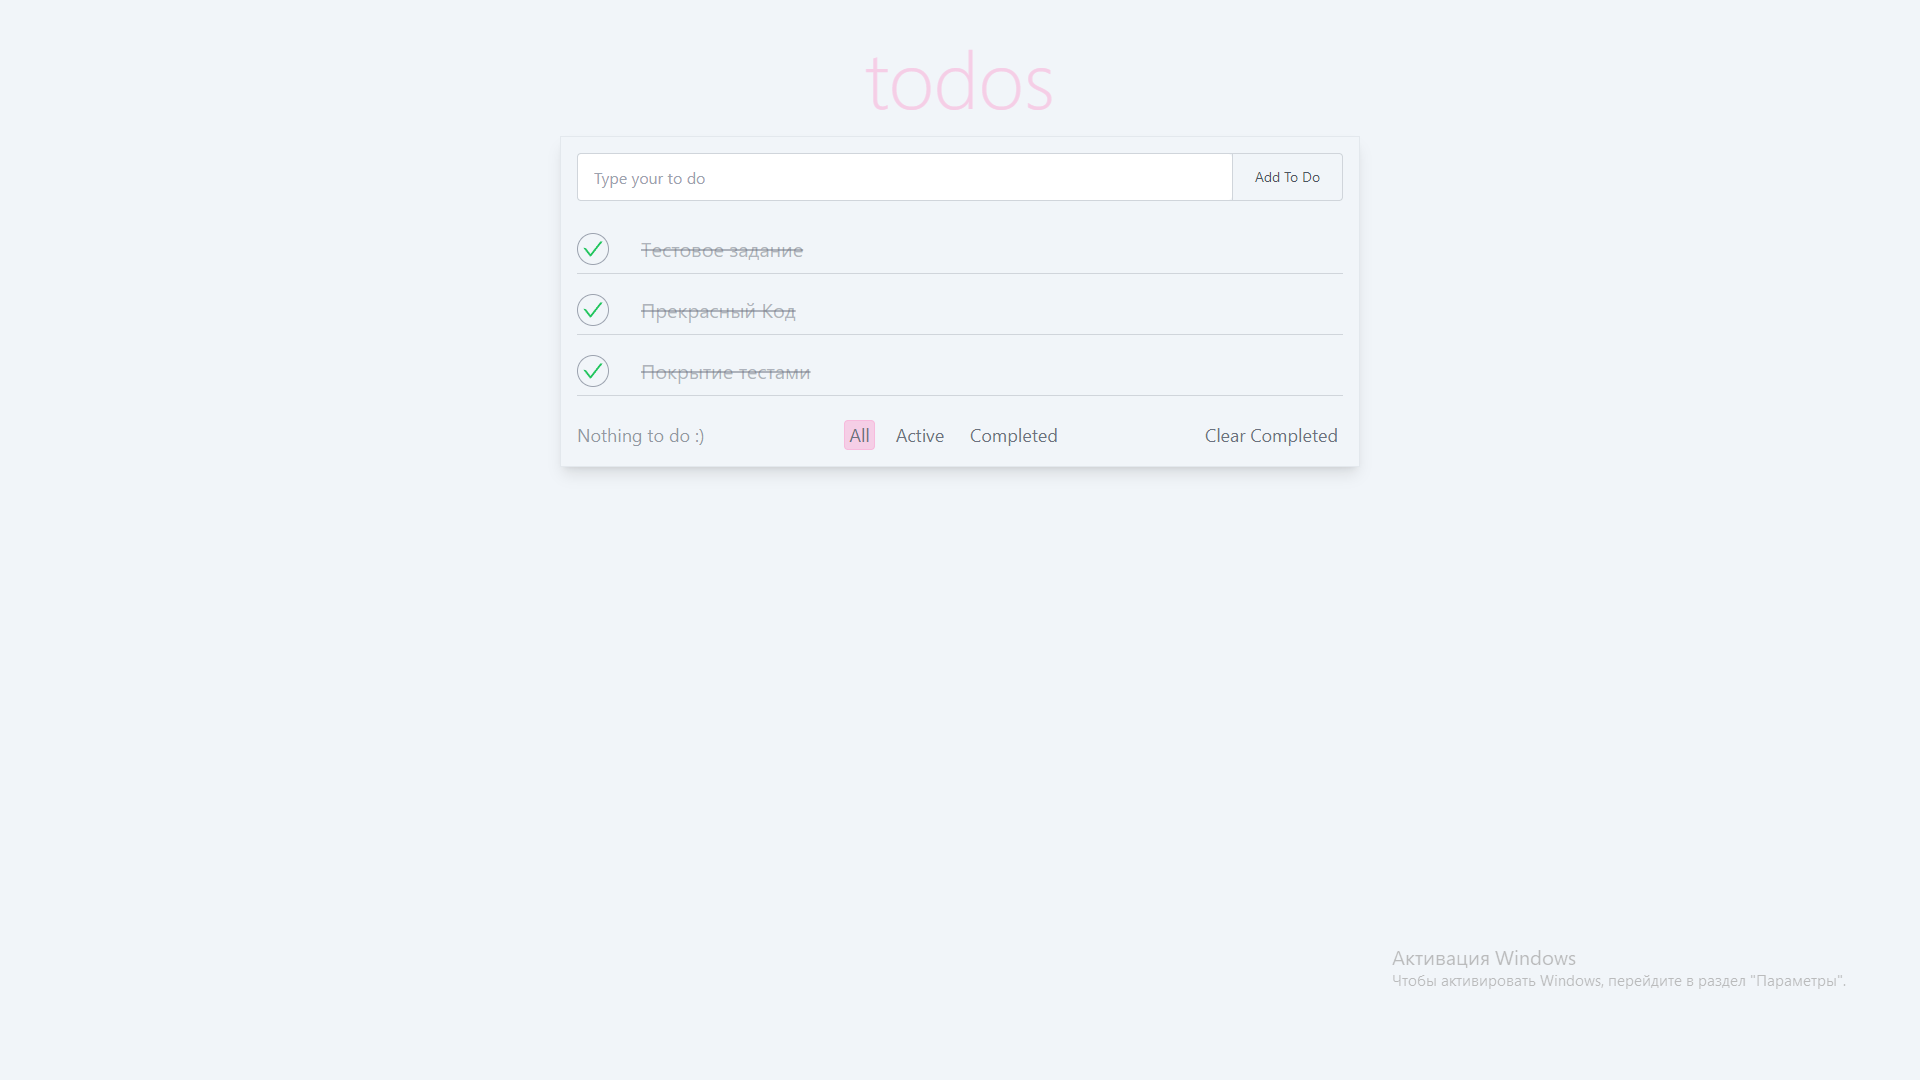 todos
Type your to do
Add To Do
Тестовое задание
Прекрасный Код
Покрытие тестами
Nothing to do :)
All
Active
Completed
Clear Completed
Активация Windows
Чтобы активировать Windows, перейдите в раздел "Параметры".